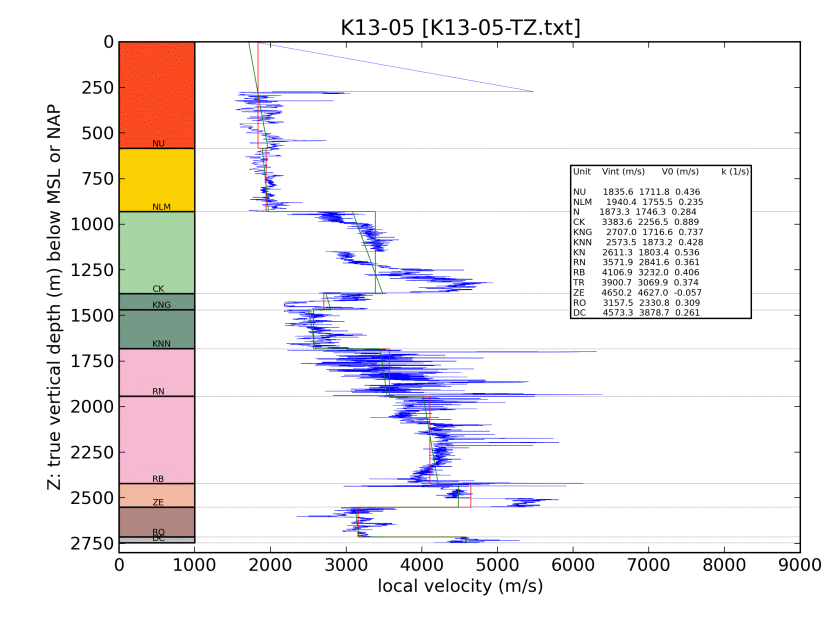 K13-05 [K13-05-TZ.txt]
0
250
500
750
1000
1250
1500
1750
2000
2250
2500
2750
Z: true vertical depth (m) below MSL or NAP
NU
NLM
CK
KNG
KNN
RN
RB
ZE
RO
DC
Unit Vint (m/s) V0 (m/s) k (1/s)
NU 1835.6 1711.8 0.436
NLM 1940.4 1755.5 0.235
N 1873.3 1746.3 0.284
CK 3383.6 2256.5 0.889
KNG 2707.0 1716.6 0.737
KNN 2573.5 1873.2 0.428
KN 2611.3 1803.4 0.536
RN 3571.9 2841.6 0.361
RB 4106.9 3232.0 0.406
TR 3900.7 3069.9 0.374
ZE 4650.2 4627.0 -0.057
RO 3157.5 2330.8 0.309
DC 4573.3 3878.7 0.261
0 1000 2000 3000 4000 5000 6000 7000 8000 9000
local velocity (m/s)